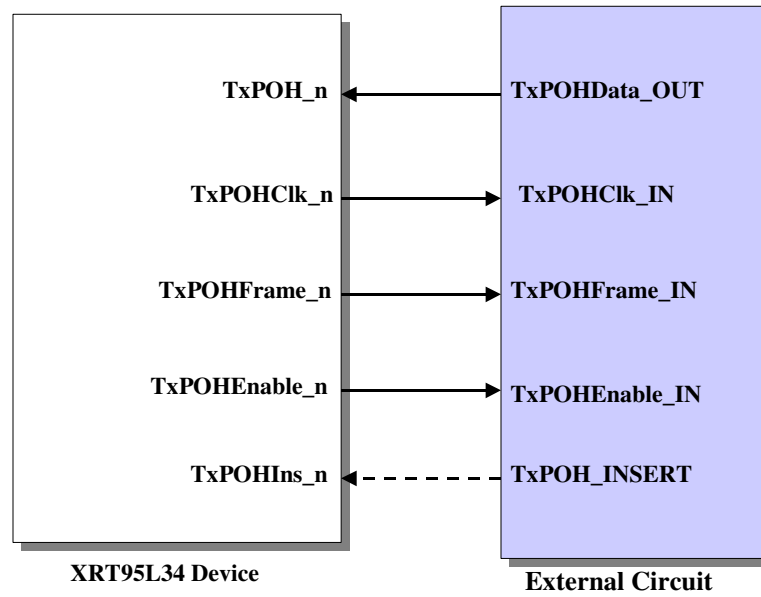 TxPOH_n
TxPOHData_OUT
TxPOHClk_n
TxPOHClk_IN
TxPOHFrame_n
TxPOHFrame_IN
TxPOHEnable_n
TxPOHEnable_IN
TxPOHIns_n
TxPOH_INSERT
XRT95L34 Device
External Circuit